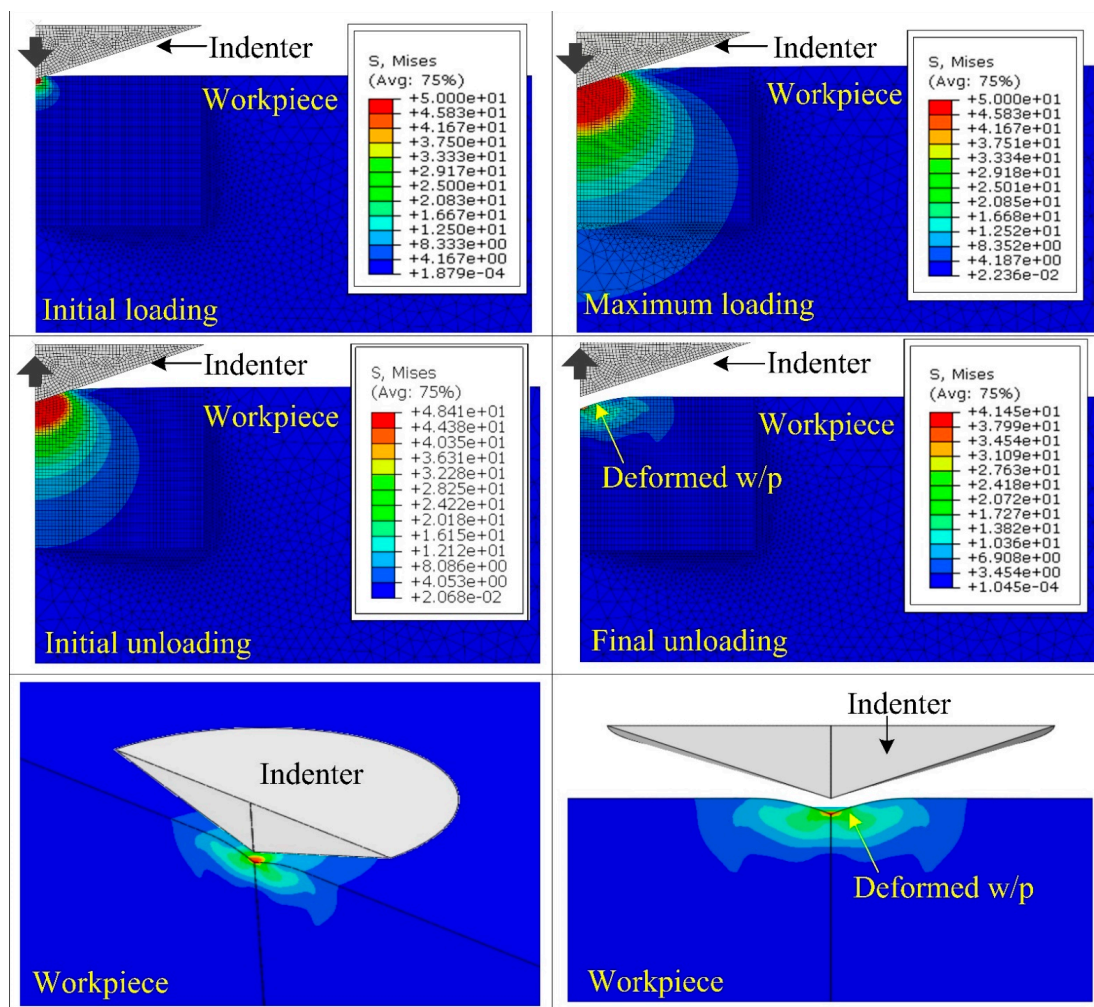 Indenter
Workpiece
S, Mises
(Avg: 75%)
+5.000e+01
+4.583e+01
+4.167e+01
+3.750e+01
+3.333e+01
+2.917e+01
+2.500e+01
+2.083e+01
+1.667e+01
+1.250e+01
+8.333e+00
+4.167e+00
+1.879e-04
Initial loading
Indenter
Workpiece
S, Mises
(Avg: 75%)
+5.000e+01
+4.583e+01
+4.167e+01
+3.751e+01
+3.334e+01
+2.918e+01
+2.501e+01
+2.085e+01
+1.668e+01
+1.252e+01
+8.352e+00
+4.187e+00
+2.236e-02
Maximum loading
Indenter
Workpiece
S, Mises
(Avg: 75%)
+4.841e+01
+4.438e+01
+4.035e+01
+3.631e+01
+3.228e+01
+2.825e+01
+2.422e+01
+2.018e+01
+1.615e+01
+1.212e+01
+8.086e+00
+4.053e+00
+2.068e-02
Initial unloading
Indenter
Workpiece
Deformed w/p
S, Mises
(Avg: 75%)
+4.145e+01
+3.799e+01
+3.454e+01
+3.109e+01
+2.763e+01
+2.418e+01
+2.072e+01
+1.727e+01
+1.382e+01
+1.036e+01
+6.908e+00
+3.454e+00
+1.045e-04
Final unloading
Indenter
Workpiece
Indenter
Deformed w/p
Workpiece